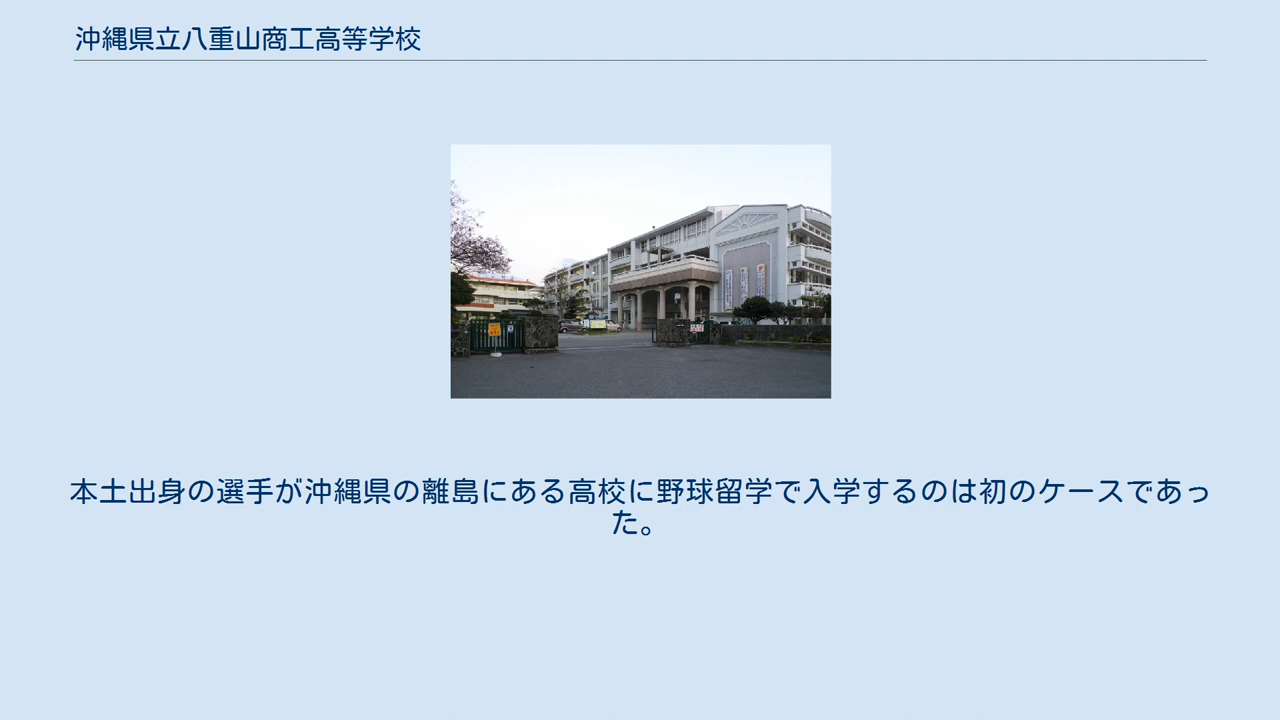 沖縄県立八重山商工高等学校
本土出身の選手が沖縄県の離島にある高校に野球留学で入学するのは初のケースであっ
た。